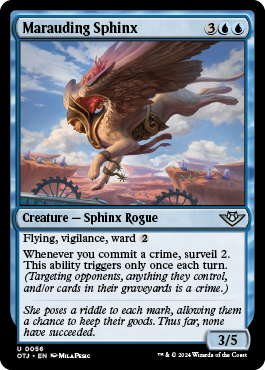 Marauding Sphinx 3
Creature — Sphinx Rogue
Flying, vigilance, ward 2
Whenever you commit a crime, surveil 2.
This ability triggers only once each turn.
(Targeting opponents, anything they control,
and/or cards in their graveyards is a crime.)
She poses a riddle to each mark, allowing them
a chance to keep their goods. Thus far, none
have succeeded.
3/5
U 0056
OTJ • EN Mila Pesic
™ & © 2024 Wizards of the Coast